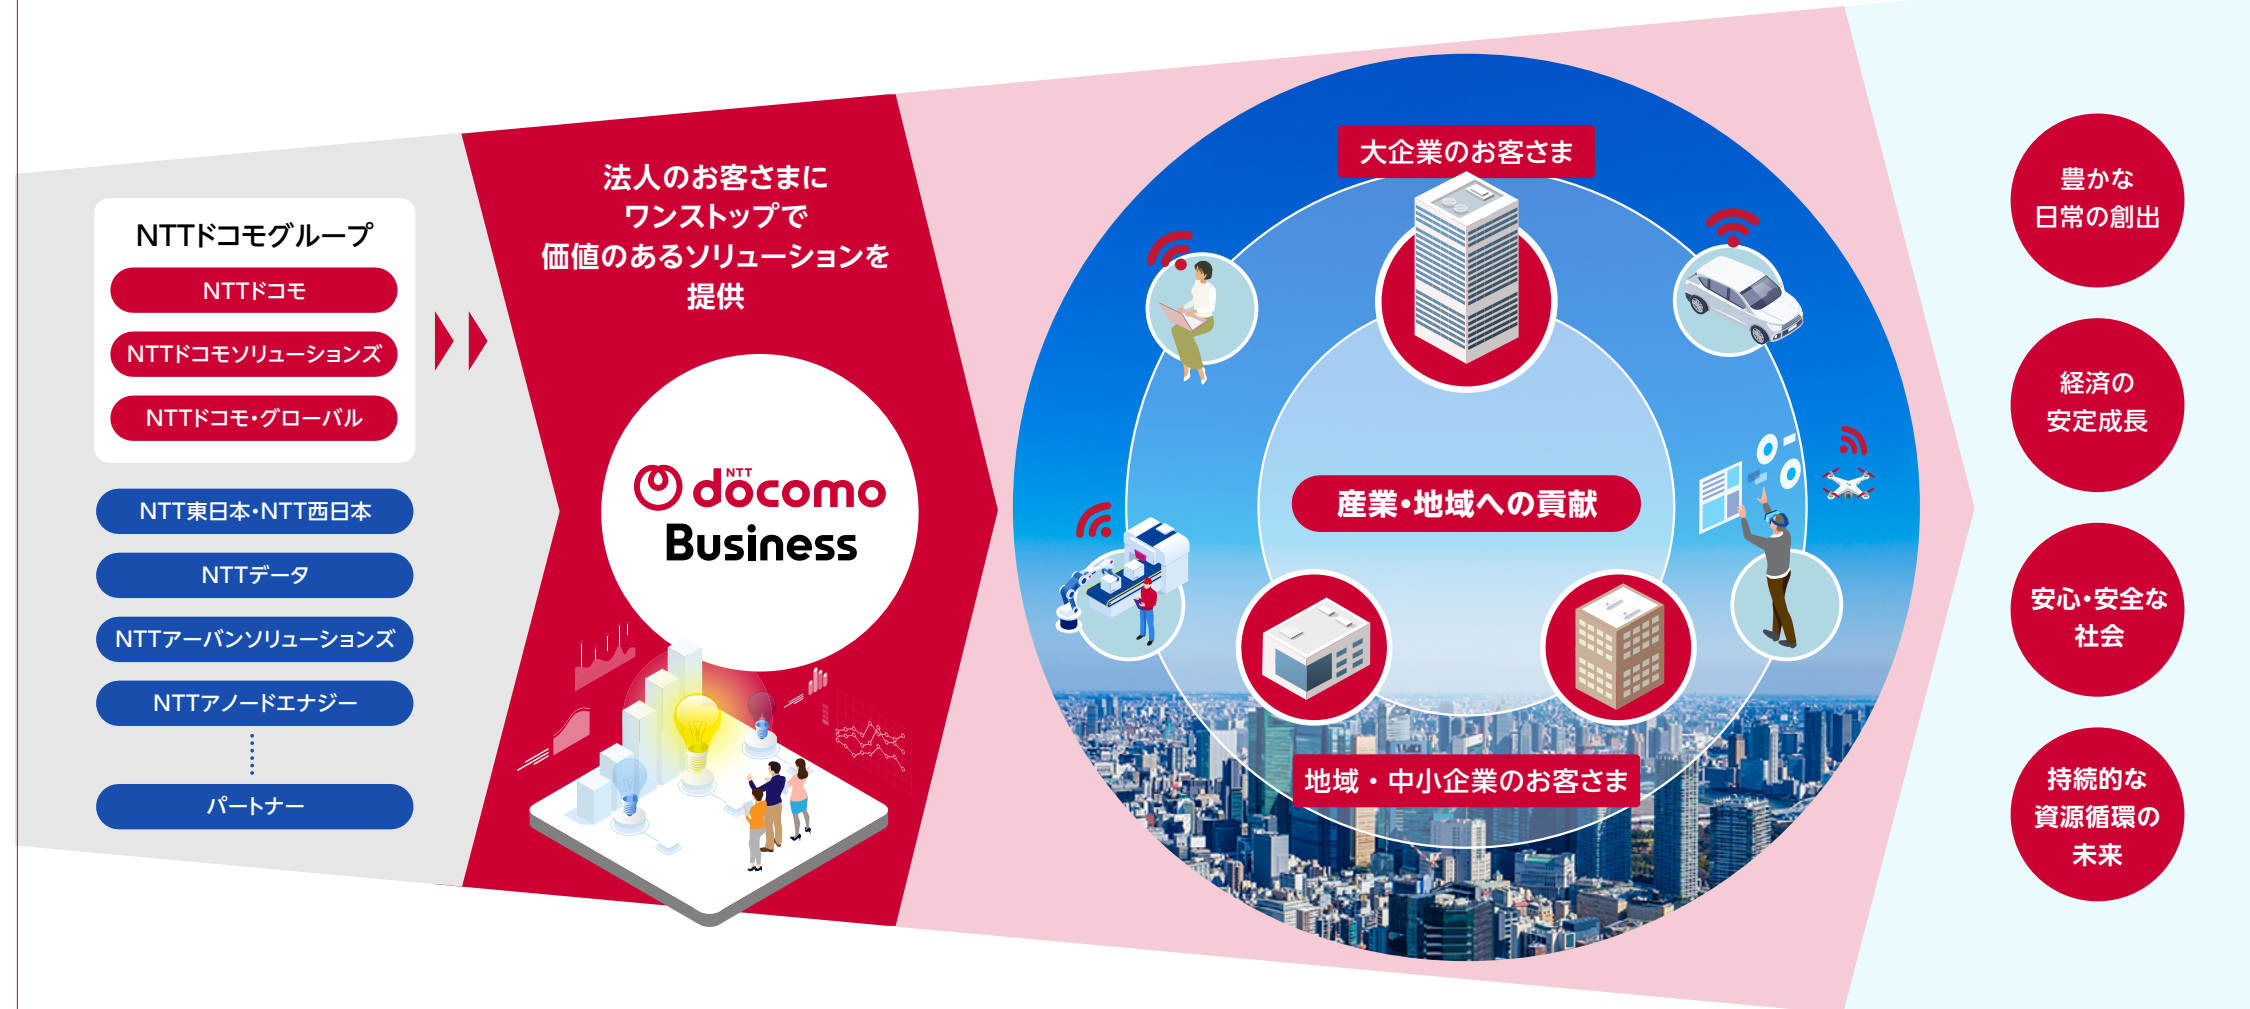 NTTドコモグループ
NTTドコモ
NTTドコモソリューションズ
NTTドコモ・グローバル
NTT東日本・NTT西日本
NTTデータ
NTTアーバンソリューションズ
NTTアノードエナジー
パートナー
法人のお客さまに
ワンストップで
価値のあるソリューションを
提供
NTT
döcomo
Business
大企業のお客さま
産業・地域への貢献
地域・中小企業のお客さま
豊かな
日常の創出
経済の
安定成長
安心・安全な
社会
持続的な
資源循環の
未来